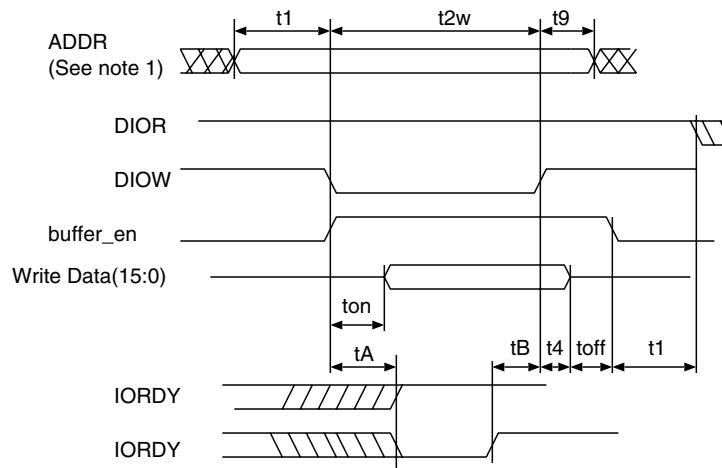 t1 t2w t9
ADDR
(See note 1)
DIOR
DIOW
buffer_en
Write Data(15:0)
ton
tA tB t4 toff t1
IORDY
IORDY